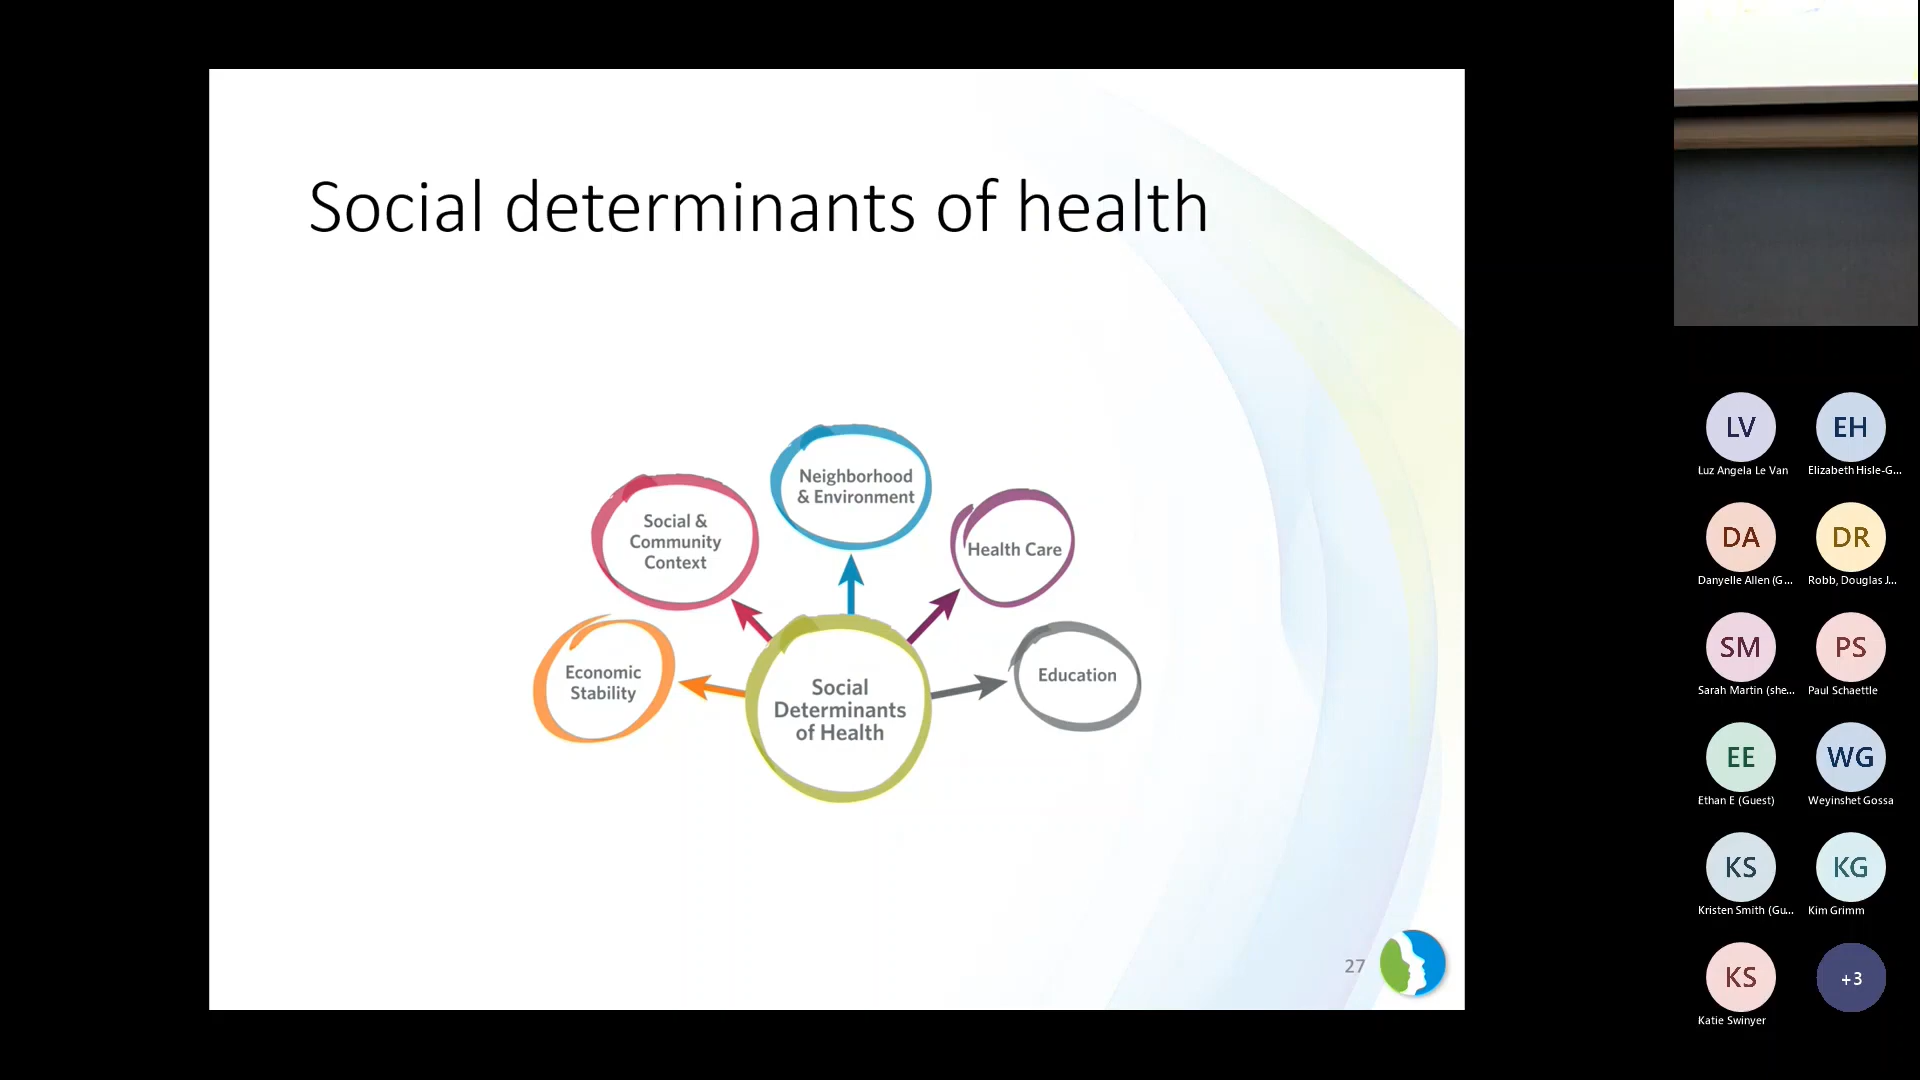 Social determinants of health
Neighborhood
& Environment
Social &
Community
Context
Health Care
Economic
Stability
Social
Determinants
of Health
Education
27
LV
Luz Angela Le Van
EH
Elizabeth Hisle-G...
DA
Danyelle Allen (G...
DR
Robb, Douglas J...
SM
Sarah Martin (she...
PS
Paul Schaettle
EE
Ethan E (Guest)
WG
Weyinshet Gossa
KS
Kristen Smith (Gu...
KG
Kim Grimm
KS
Katie Swinyer
+3